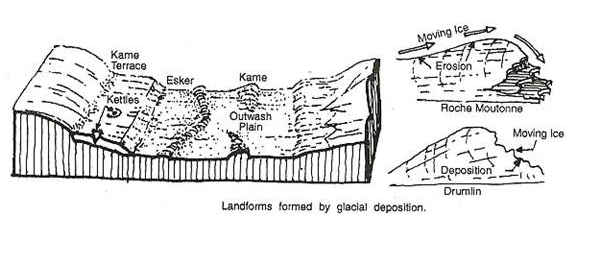 Kame
Terrace
Kettles
Esker
Kame
Outwash
Plain
Moving Ice
Erosion
Roche Moutonne
Moving Ice
Deposition
Drumlin
Landforms formed by glacial deposition.